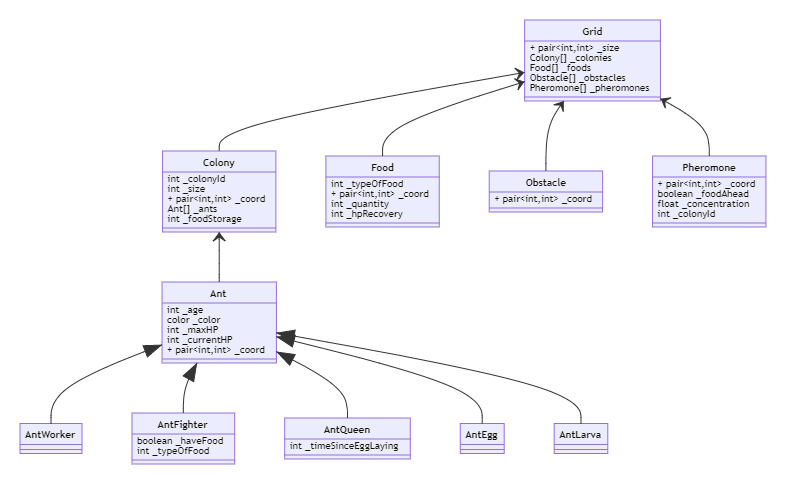 Grid
+ pair<int,int> _size
Colony[] _colonies
Food[] _foods
Obstacle[] _obstacles
Pheromone[] _pheromones
Colony
int _colonyId
int _size
+ pair<int,int> _coord
Ant[] _ants
int _foodStorage
Food
int _typeOfFood
+ pair<int,int> _coord
int _quantity
int _hpRecovery
Obstacle
+ pair<int,int> _coord
Pheromone
+ pair<int,int> _coord
boolean _foodAhead
float _concentration
int _colonyId
Ant
int _age
color _color
int _maxHP
int _currentHP
+ pair<int,int> _coord
AntWorker
AntFighter
boolean _haveFood
int _typeOfFood
AntQueen
int _timeSinceEggLaying
AntEgg
AntLarva